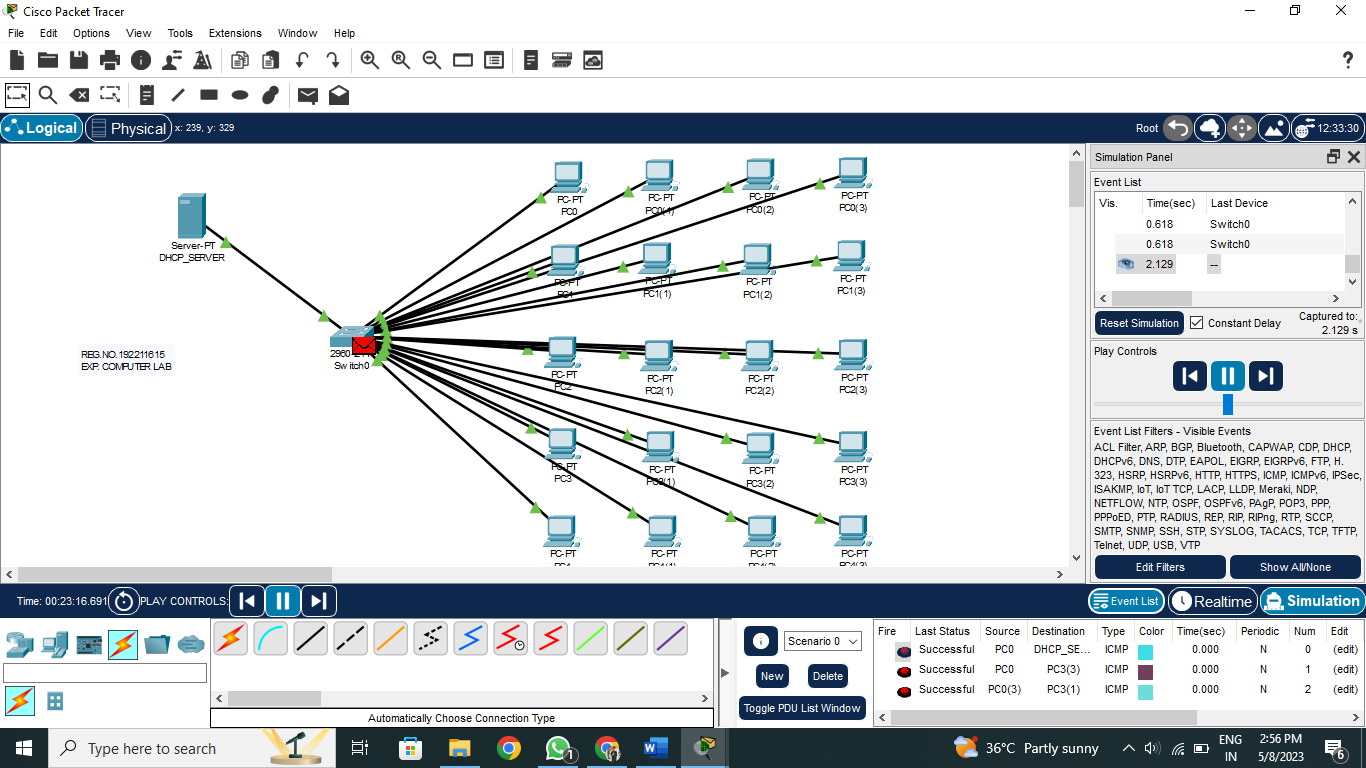 Cisco Packet Tracer
File Edit Options View Tools Extensions Window Help
Logical Physical x: 239, y: 329 Root 12:33:30
Simulation Panel
Event List
Vis. Time(sec) Last Device
0.618 Switch0
0.618 Switch0
2.129 --
Reset Simulation Constant Delay Captured to:
2.129 s
Play Controls
Event List Filters - Visible Events
ACL Filter, ARP, BGP, Bluetooth, CAPWAP, CDP, DHCP,
DHCPv6, DNS, DTP, EAPOL, EIGRP, EIGRPv6, FTP, H.
323, HSRP, HSRPv6, HTTP, HTTPS, ICMP, ICMPv6, IPSec,
ISAKMP, IoT, IoT TCP, LACP, LLDP, Meraki, NDP,
NETFLOW, NTP, OSPF, OSPFv6, PAgP, POP3, PPP,
PPPoED, PTP, RADIUS, REP, RIP, RIPng, RTP, SCCP,
SMTP, SNMP, SSH, STP, SYSLOG, TACACS, TCP, TFTP,
Telnet, UDP, USB, VTP
Edit Filters Show All/None
Server-PT
DHCP_SERVER
Switch0
REG.NO.192211615
EXP. COMPUTER LAB
PC-PT PC-PT PC-PT PC-PT
PC0 PC0(1) PC0(2) PC0(3)
PC-PT PC-PT PC-PT PC-PT
PC1 PC1(1) PC1(2) PC1(3)
PC-PT PC-PT PC-PT PC-PT
PC2 PC2(1) PC2(2) PC2(3)
PC-PT PC-PT PC-PT PC-PT
PC3 PC3(1) PC3(2) PC3(3)
PC-PT PC-PT PC-PT PC-PT
Time: 00:23:16.691 PLAY CONTROLS: Event List Realtime Simulation
Scenario 0
New Delete
Toggle PDU List Window
Automatically Choose Connection Type
Fire Last Status Source Destination Type Color Time(sec) Periodic Num Edit
Successful PC0 DHCP_SE... ICMP 0.000 N 0 (edit)
Successful PC0 PC3(3) ICMP 0.000 N 1 (edit)
Successful PC0(3) PC3(1) ICMP 0.000 N 2 (edit)
Type here to search 1 W 36°C Partly sunny ENG
IN 2:56 PM
5/8/2023 6